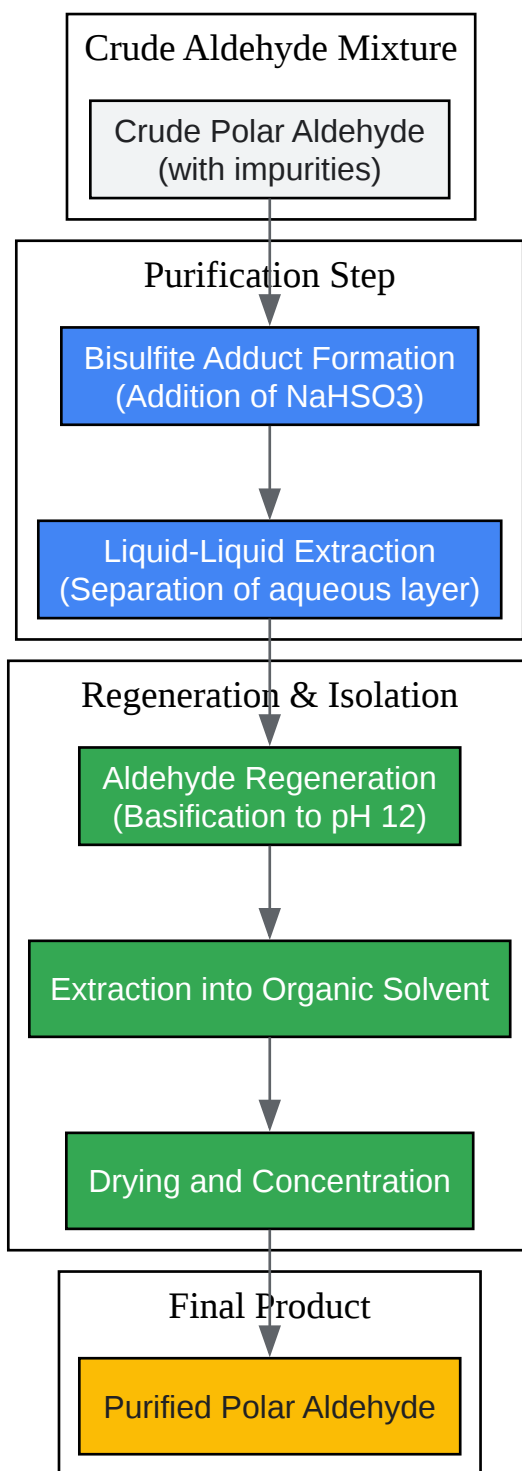 Crude Aldehyde Mixture
Crude Polar Aldehyde
(with impurities)
Purification Step
Bisulfite Adduct Formation
(Addition of NaHSO3)
Liquid-Liquid Extraction
(Separation of aqueous layer)
Regeneration & Isolation
Aldehyde Regeneration
(Basification to pH 12)
Extraction into Organic Solvent
Drying and Concentration
Final Product
Purified Polar Aldehyde